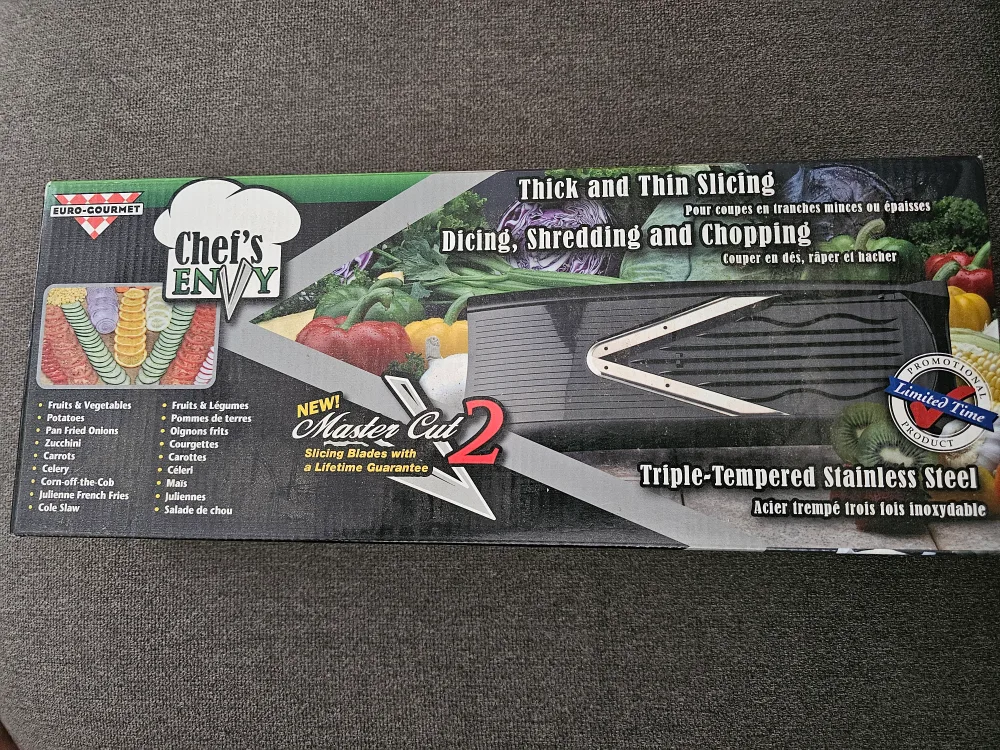 EURO-GOURMET
Chef's
ENVY
Thick and Thin Slicing
Pour coupes en tranches minces ou épaisses
Dicing, Shredding and Chopping
Couper en dés, râper et hacher
• Fruits & Vegetables
• Potatoes
• Pan Fried Onions
• Zucchini
• Carrots
• Celery
• Corn-off-the-Cob
• Julienne French Fries
• Cole Slaw
• Fruits & Légumes
• Pommes de terres
• Oignons frits
• Courgettes
• Carottes
• Céleri
• Maïs
• Juliennes
• Salade de chou
NEW!
Master Cut 2
Slicing Blades with
a Lifetime Guarantee
PROMOTIONAL
Limited Time
PRODUCT
Triple-Tempered Stainless Steel
Acier trempé trois fois inoxydable